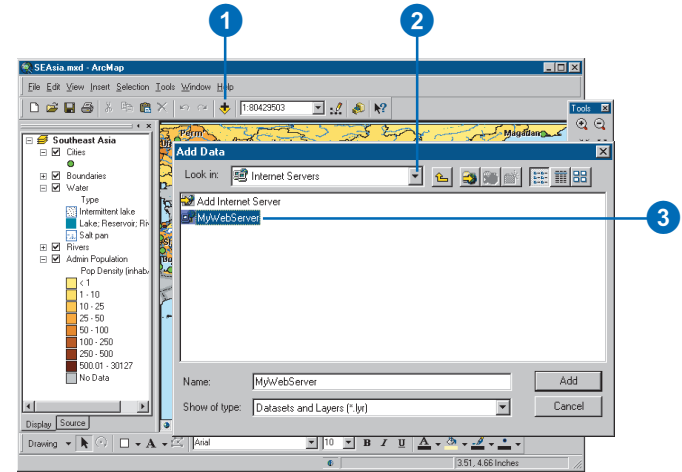 1
2
SEAsia.mxd - ArcMap
File Edit View Insert Selection Tools Window Help
1:80429503
Tools
Southeast Asia
Cities
Boundaries
Water
Type
Intermittent lake
Lake; Reservoir; Riv
Salt pan
Rivers
Admin Population
Pop Density (inhab/
< 1
1 - 10
10 - 25
25 - 50
50 - 100
100 - 250
250 - 500
500.01 - 30127
No Data
Display Source
Perm'
Magadan
Add Data
Look in: Internet Servers
Add Internet Server
MyWebServer
3
Name: MyWebServer
Add
Show of type: Datasets and Layers (*.lyr)
Cancel
Drawing A Arial 10 B I U A
3.51, 4.66 Inches